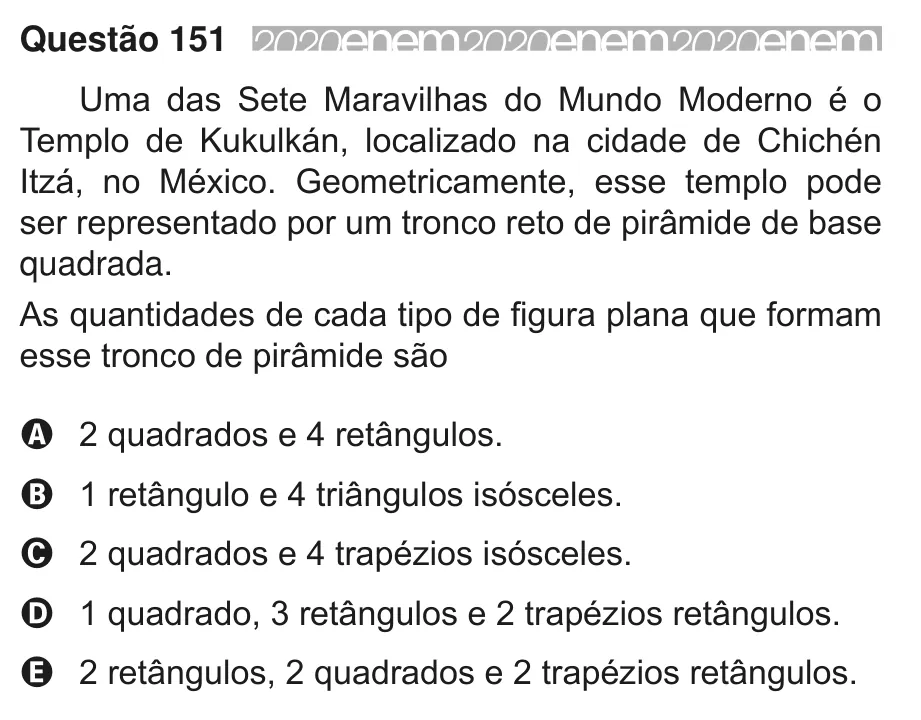 Questão 151 2020enem2020enem2020enem
Uma das Sete Maravilhas do Mundo Moderno é o
Templo de Kukulkán, localizado na cidade de Chichén
Itzá, no México. Geometricamente, esse templo pode
ser representado por um tronco reto de pirâmide de base
quadrada.
As quantidades de cada tipo de figura plana que formam
esse tronco de pirâmide são
A 2 quadrados e 4 retângulos.
B 1 retângulo e 4 triângulos isósceles.
C 2 quadrados e 4 trapézios isósceles.
D 1 quadrado, 3 retângulos e 2 trapézios retângulos.
E 2 retângulos, 2 quadrados e 2 trapézios retângulos.